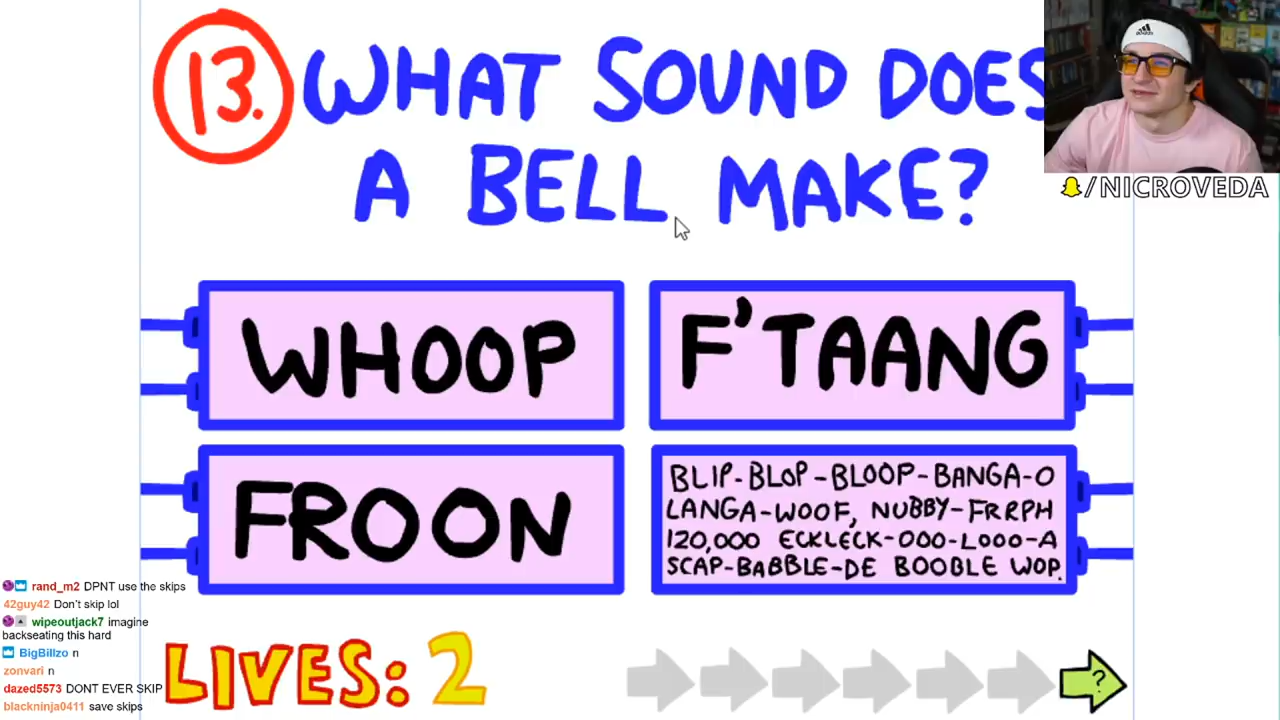 13. WHAT SOUND DOES
A BELL MAKE?
/NICROVEDA
WHOOP
F'TAANG
FROON
BLIP-BLOP-BLOOP-BANGA-O
LANGA-WOOF, NUBBY-FRRPH
120,000 ECKLECK-OOO-LOOO-A
SCAP-BABBLE-DE BOOBLE WOP.
rand_m2 DPNT use the skips
42guy42 Don't skip lol
wipeoutjack7 imagine
backseating this hard
BigBillzo n
zonvari n
dazed5573 DONT EVER SKIP
blackninja0411 save skips
LIVES: 2
?